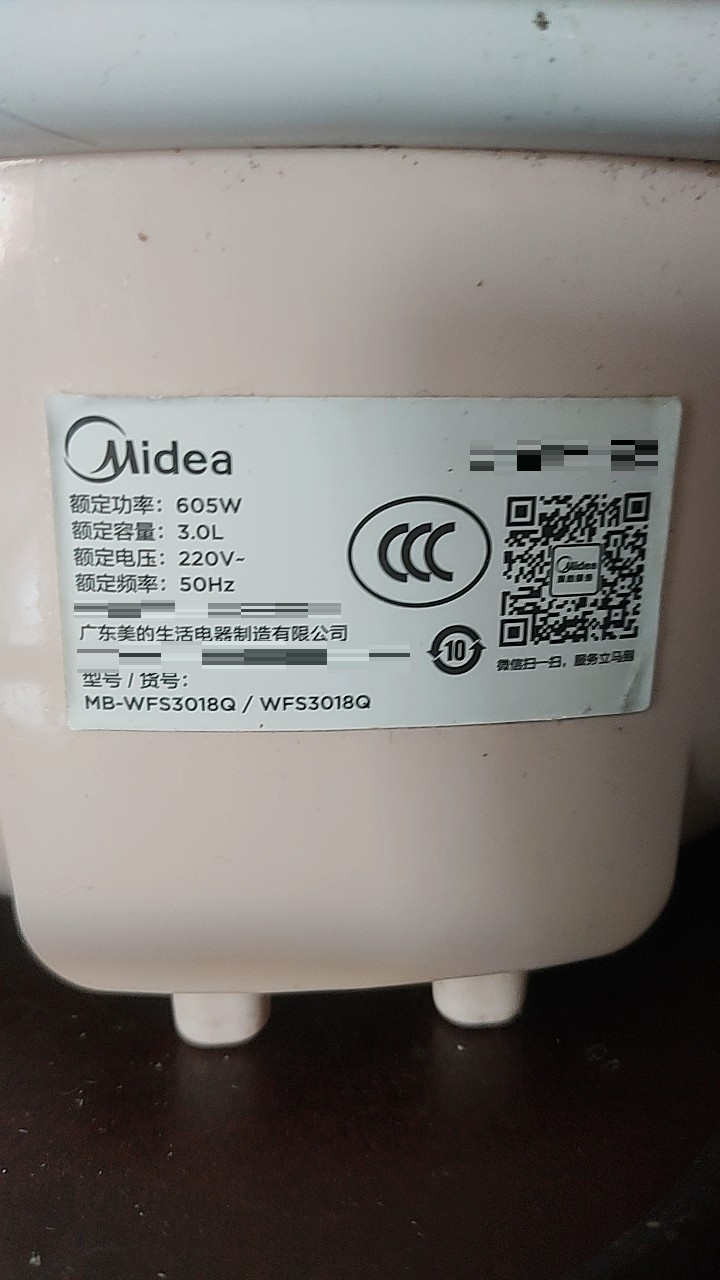 Midea
额定功率：605W
额定容量：3.0L
额定电压：220V~
额定频率：50Hz
广东美的生活电器制造有限公司
型号 / 货号：
MB-WFS3018Q / WFS3018Q
CCC
10
Midea
微信扫一扫，服务立马到